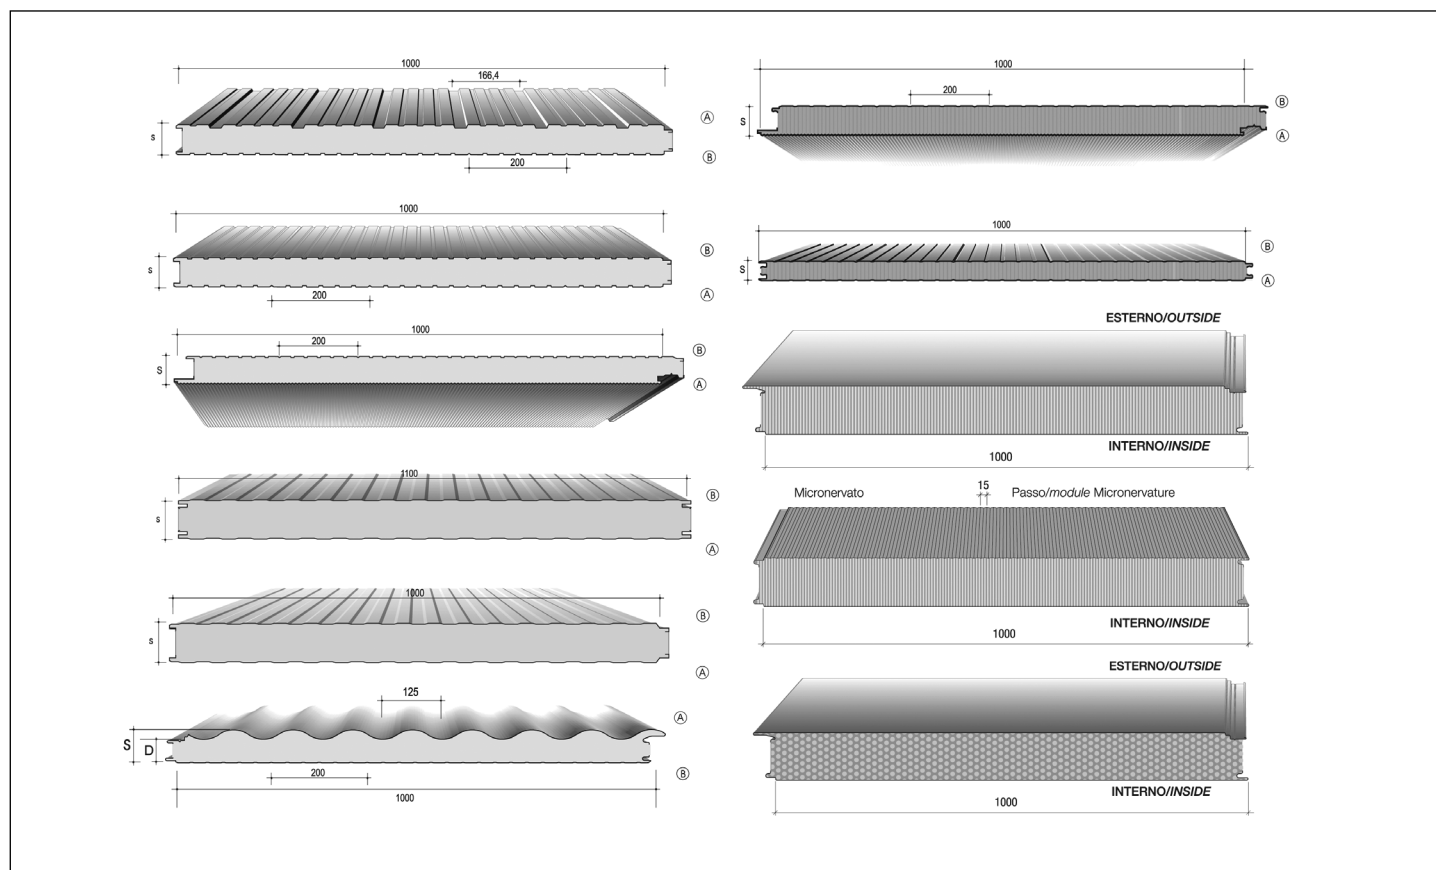 1000
166,4
A
S
B
200
1000
B
S
A
200
1000
200
B
S
A
1100
B
S
A
1000
B
S
A
125
A
S
D
B
200
1000
1000
200
B
S
A
1000
B
S
A
ESTERNO/OUTSIDE
INTERNO/INSIDE
1000
Micronervato
15
Passo/module Micronervature
INTERNO/INSIDE
1000
ESTERNO/OUTSIDE
INTERNO/INSIDE
1000